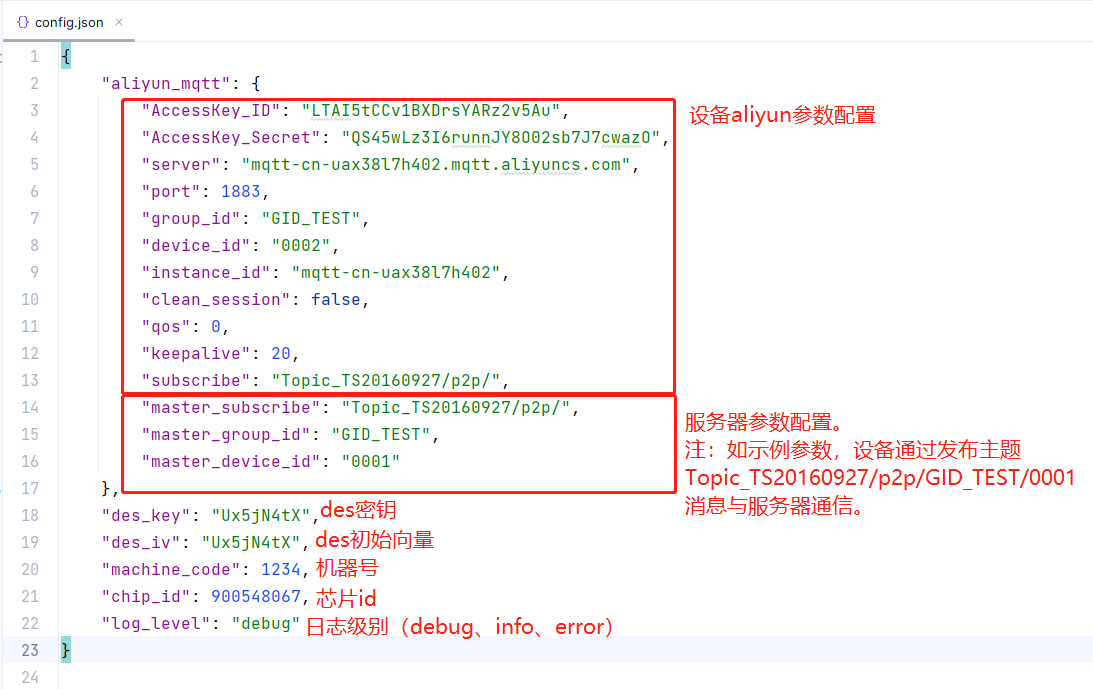 config.json
1 {
2 "aliyun_mqtt": {
3 "AccessKey_ID": "LTAI5tCCv1BXDrsYARz2v5Au", 设备aliyun参数配置
4 "AccessKey_Secret":
5 "server": "mqtt-cn-uax38l7h402.mqtt.aliyuncs.com",
6 "port": 1883,
7 "group_id": "GID_TEST",
8 "device_id": "0002",
9 "instance_id": "mqtt-cn-uax38l7h402",
10 "clean_session": false,
11 "qos": 0,
12 "keepalive": 20,
13 "subscribe": "Topic_TS20160927/p2p/",
14 "master_subscribe": "Topic_TS20160927/p2p/",
15 "master_group_id": "GID_TEST",
16 "master_device_id": "0001"
服务器参数配置。
注：如示例参数，设备通过发布主题
Topic_TS20160927/p2p/GID_TEST/0001
消息与服务器通信。
17 },
18 "des_key": "Ux5jN4tX", des密钥
19 "des_iv": "Ux5jN4tX", des初始向量
20 "machine_code": 1234, 机器号
21 "chip_id": 900548067, 芯片id
22 "log_level": "debug" 日志级别（debug、info、error）
23 }
24